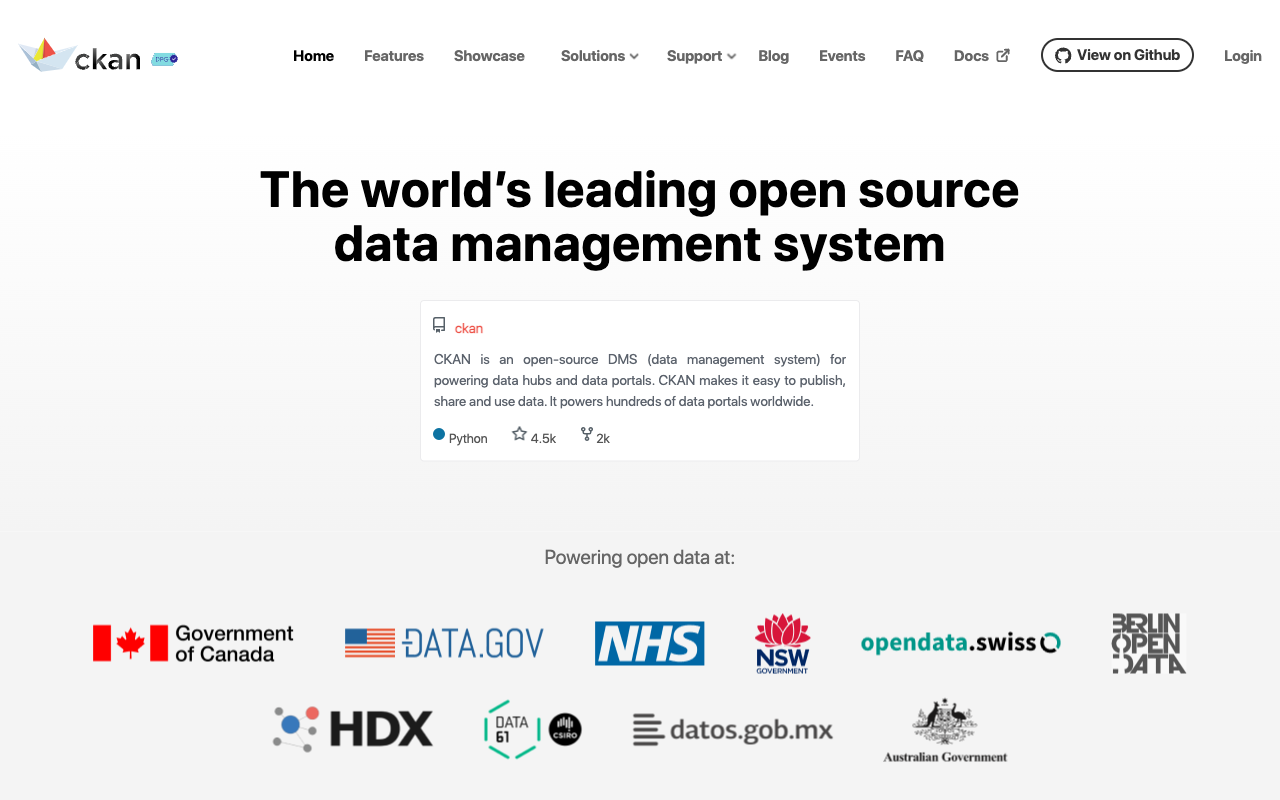 ckan DPG Home Features Showcase Solutions Support Blog Events FAQ Docs View on Github Login
The world's leading open source
data management system
ckan
CKAN is an open-source DMS (data management system) for
powering data hubs and data portals. CKAN makes it easy to publish,
share and use data. It powers hundreds of data portals worldwide.
Python 4.5k 2k
Powering open data at:
Government
of Canada
DATA.GOV
NHS
NSW
GOVERNMENT
opendata.swiss
BERLIN
OPEN
DATA
HDX
DATA
61
CSIRO
datos.gob.mx
Australian Government